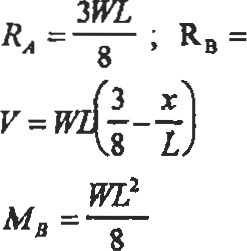 R_A = 3WL/8 ; R_B =
V = WL(3/8 − x/L)
M_B = WL²/8